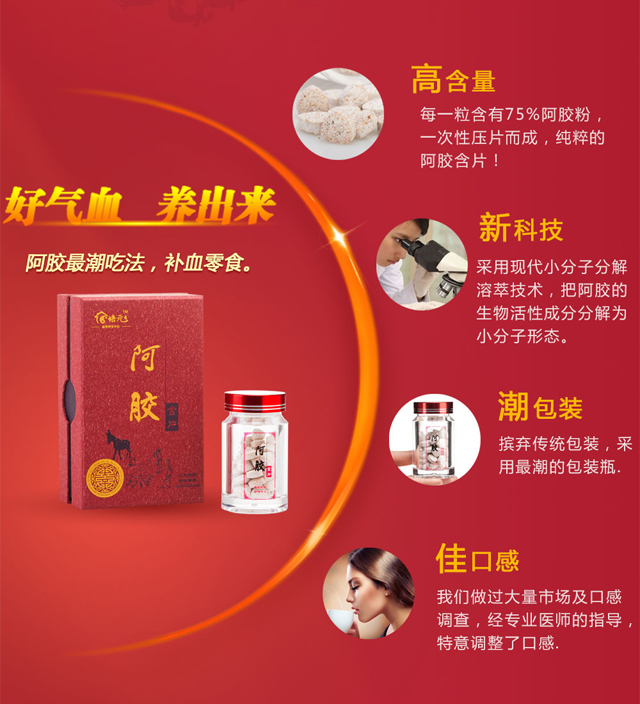 高含量
每一粒含有75%阿胶粉，
一次性压片而成，纯粹的
阿胶含片！
好气血 养出来
阿胶最潮吃法，补血零食。
新科技
采用现代小分子分解
溶萃技术，把阿胶的
生物活性成分分解为
小分子形态。
阿胶
含片
阿胶
潮包装
摈弃传统包装，采
用最潮的包装瓶.
阿胶
佳口感
我们做过大量市场及口感
调查，经专业医师的指导，
特意调整了口感.